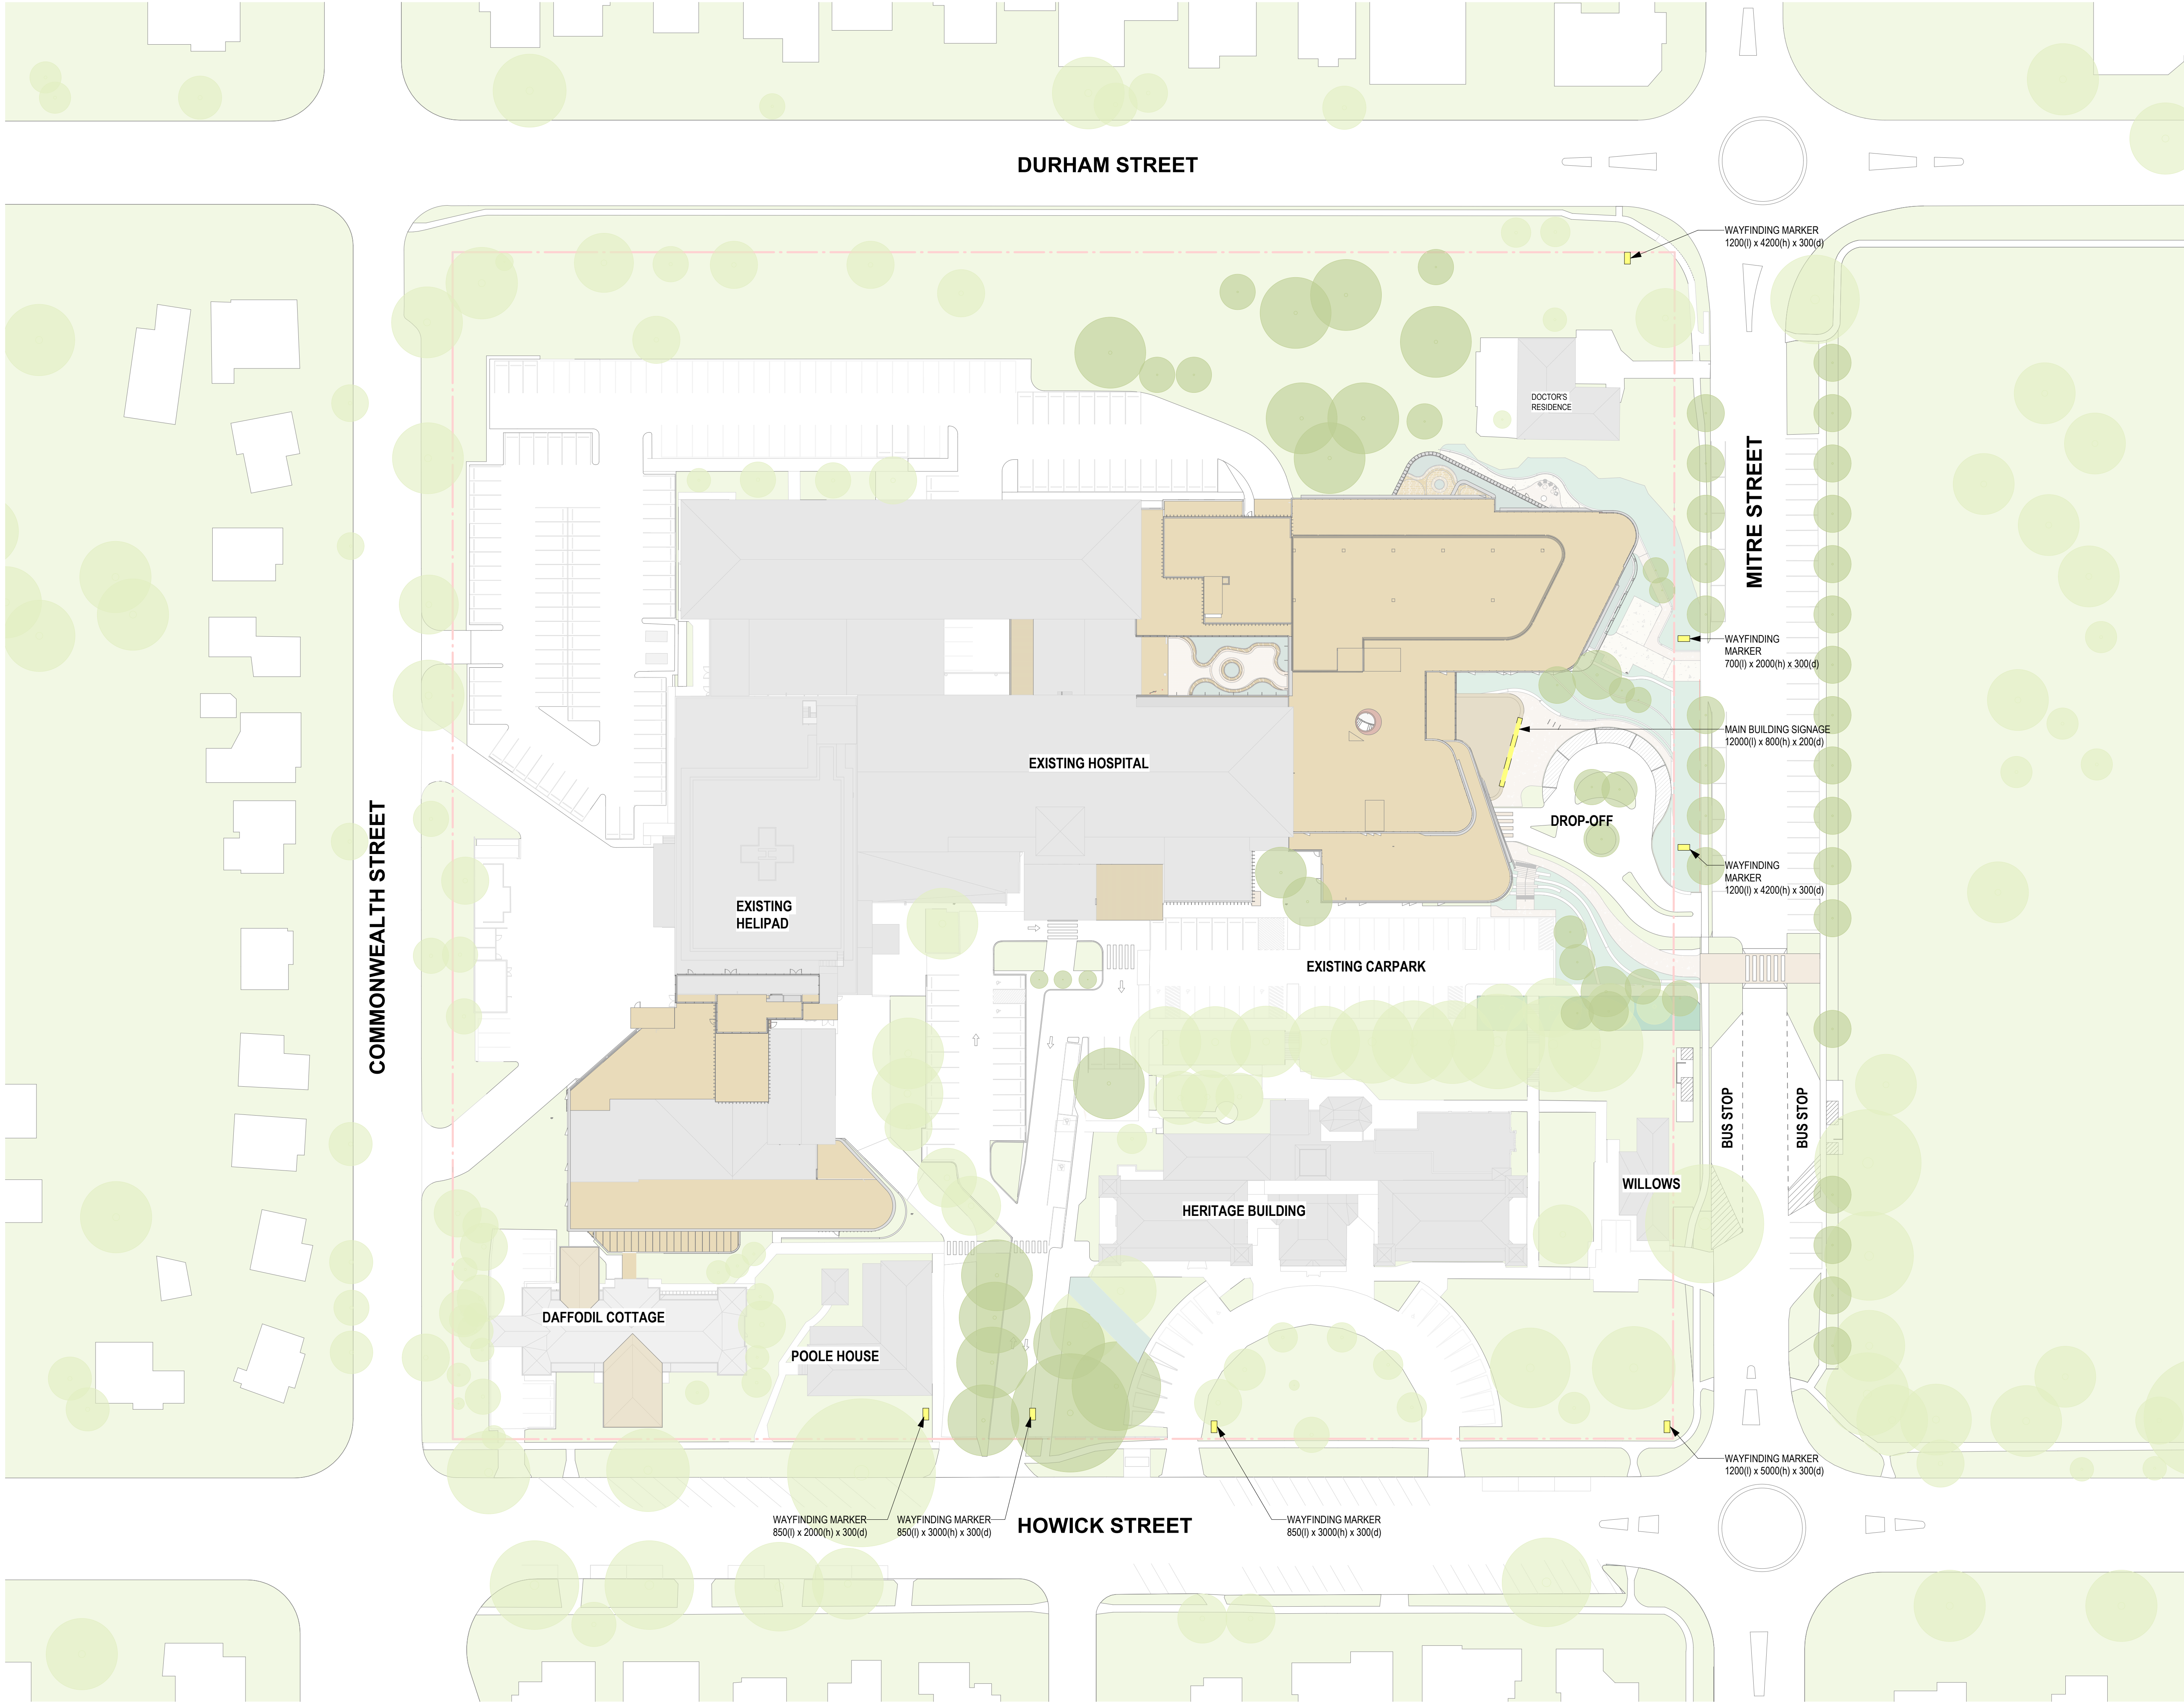 DURHAM STREET
WAYFINDING MARKER
1200(l) x 4200(h) x 300(d)
DOCTOR'S
RESIDENCE
MITRE STREET
WAYFINDING
MARKER
700(l) x 2000(h) x 300(d)
MAIN BUILDING SIGNAGE
12000(l) x 800(h) x 200(d)
EXISTING HOSPITAL
DROP-OFF
WAYFINDING
MARKER
1200(l) x 4200(h) x 300(d)
COMMONWEALTH STREET
EXISTING
HELIPAD
EXISTING CARPARK
BUS STOP
BUS STOP
WILLOWS
HERITAGE BUILDING
DAFFODIL COTTAGE
POOLE HOUSE
WAYFINDING MARKER
1200(l) x 5000(h) x 300(d)
WAYFINDING MARKER
850(l) x 2000(h) x 300(d)
WAYFINDING MARKER
850(l) x 3000(h) x 300(d)
HOWICK STREET
WAYFINDING MARKER
850(l) x 3000(h) x 300(d)